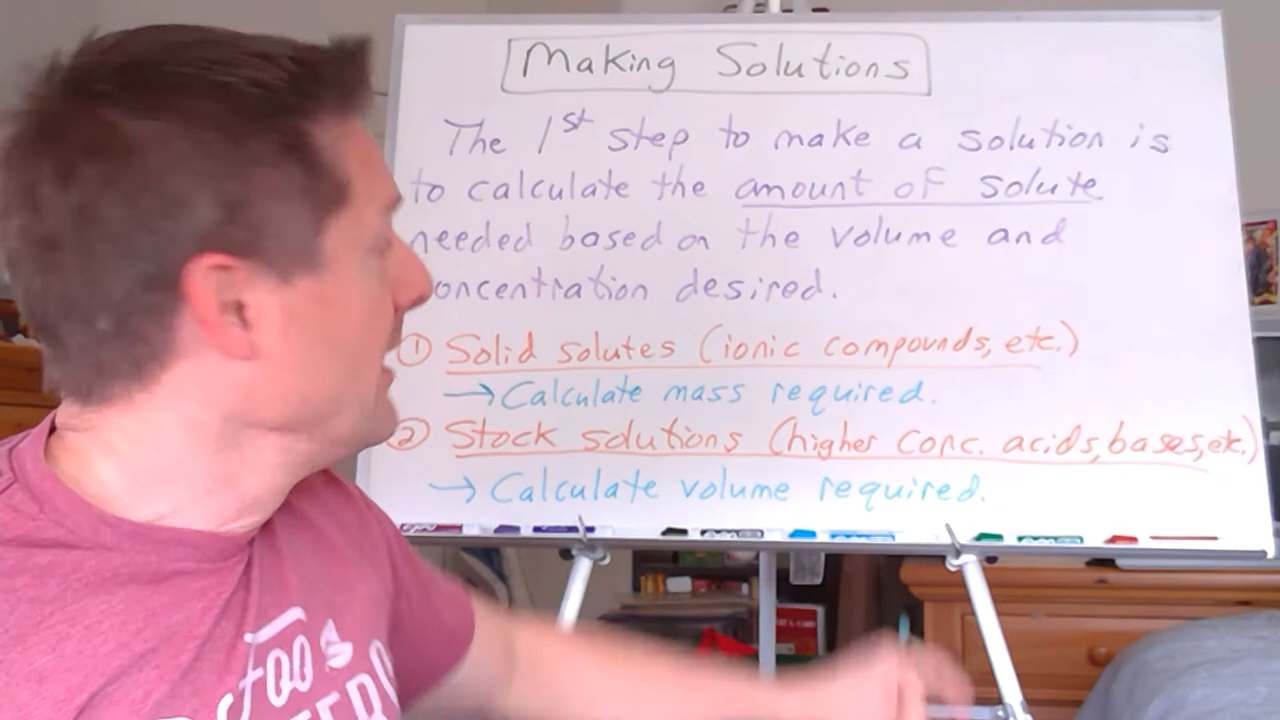 Making Solutions
The 1st step to make a solution is
to calculate the amount of solute
needed based on the volume and
oncentration desired.
① Solid solutes (ionic compounds, etc.)
→ Calculate mass required.
② Stock solutions (higher conc. acids, bases, etc.)
→ Calculate volume required.
Foo